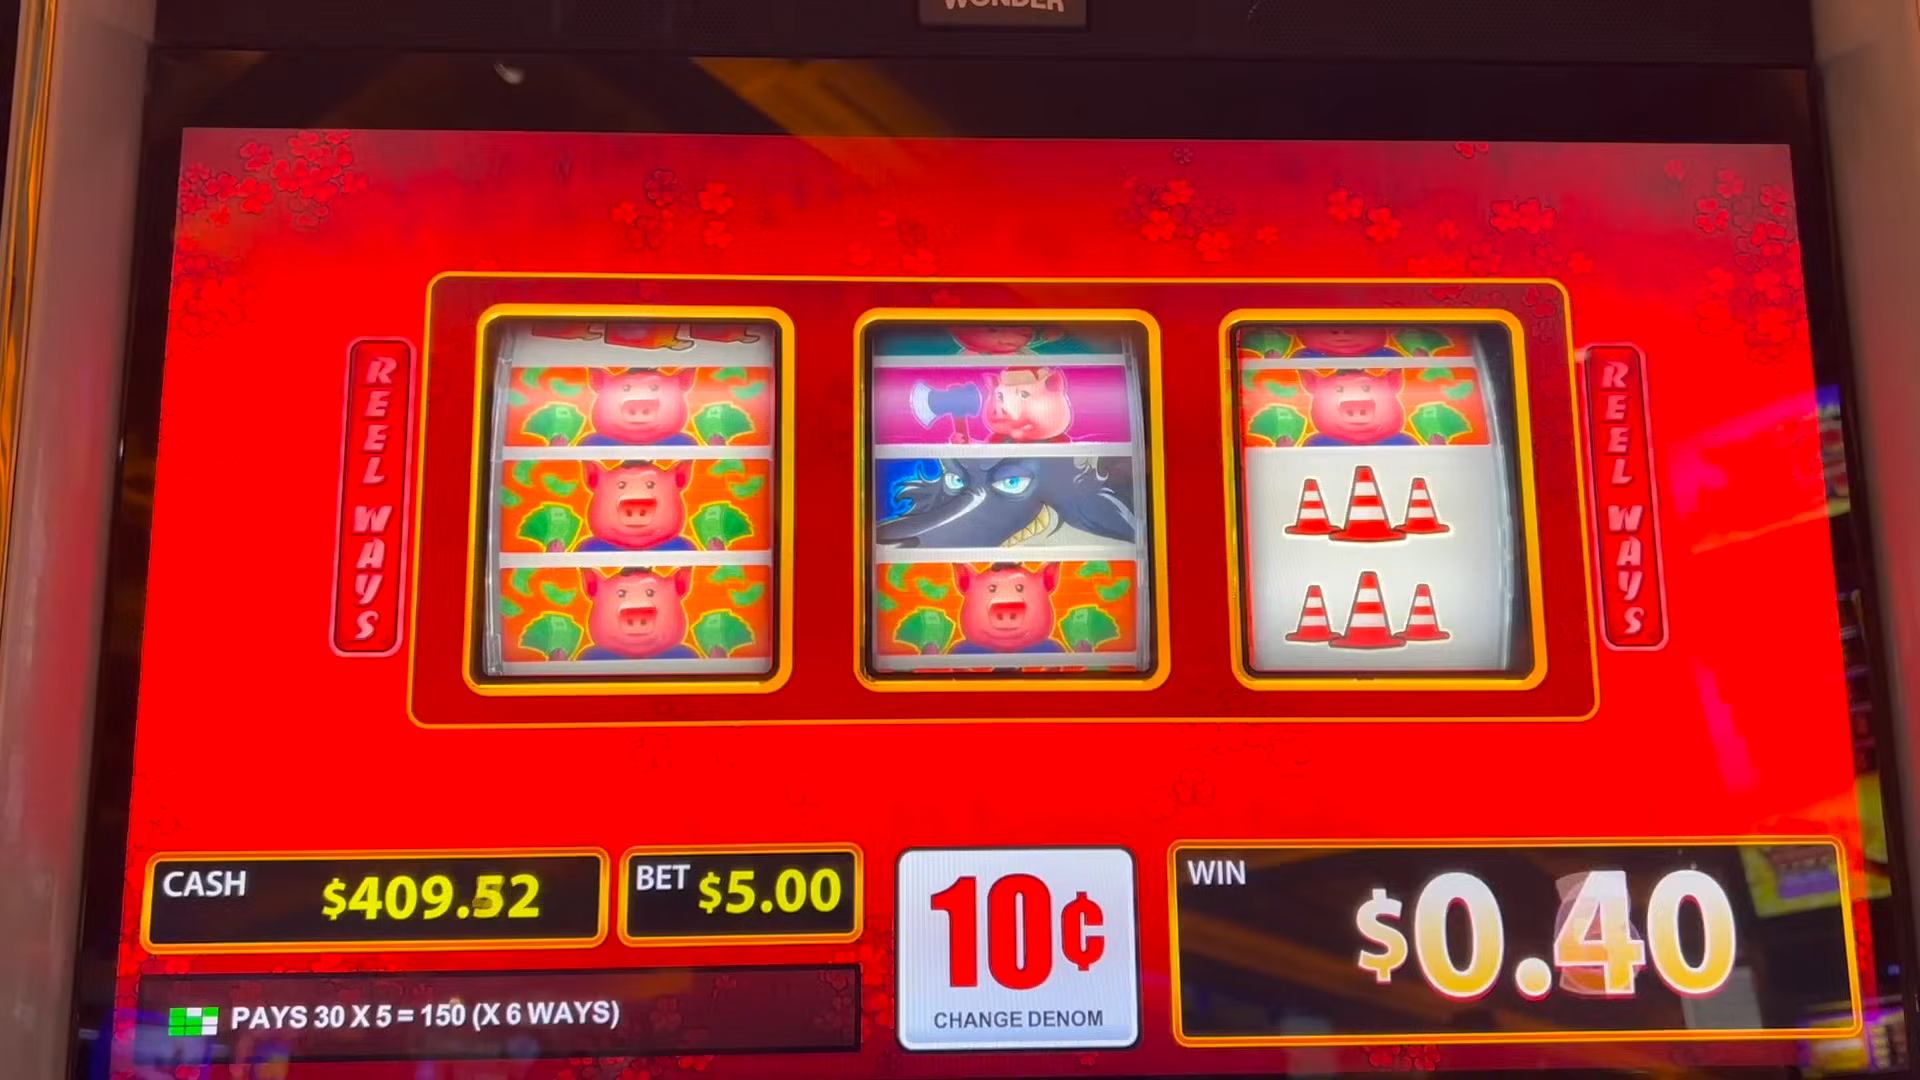 WONDER
REEL WAYS
REEL WAYS
CASH $409.52
BET $5.00
10¢
CHANGE DENOM
WIN $0.40
PAYS 30 X 5 = 150 (X 6 WAYS)